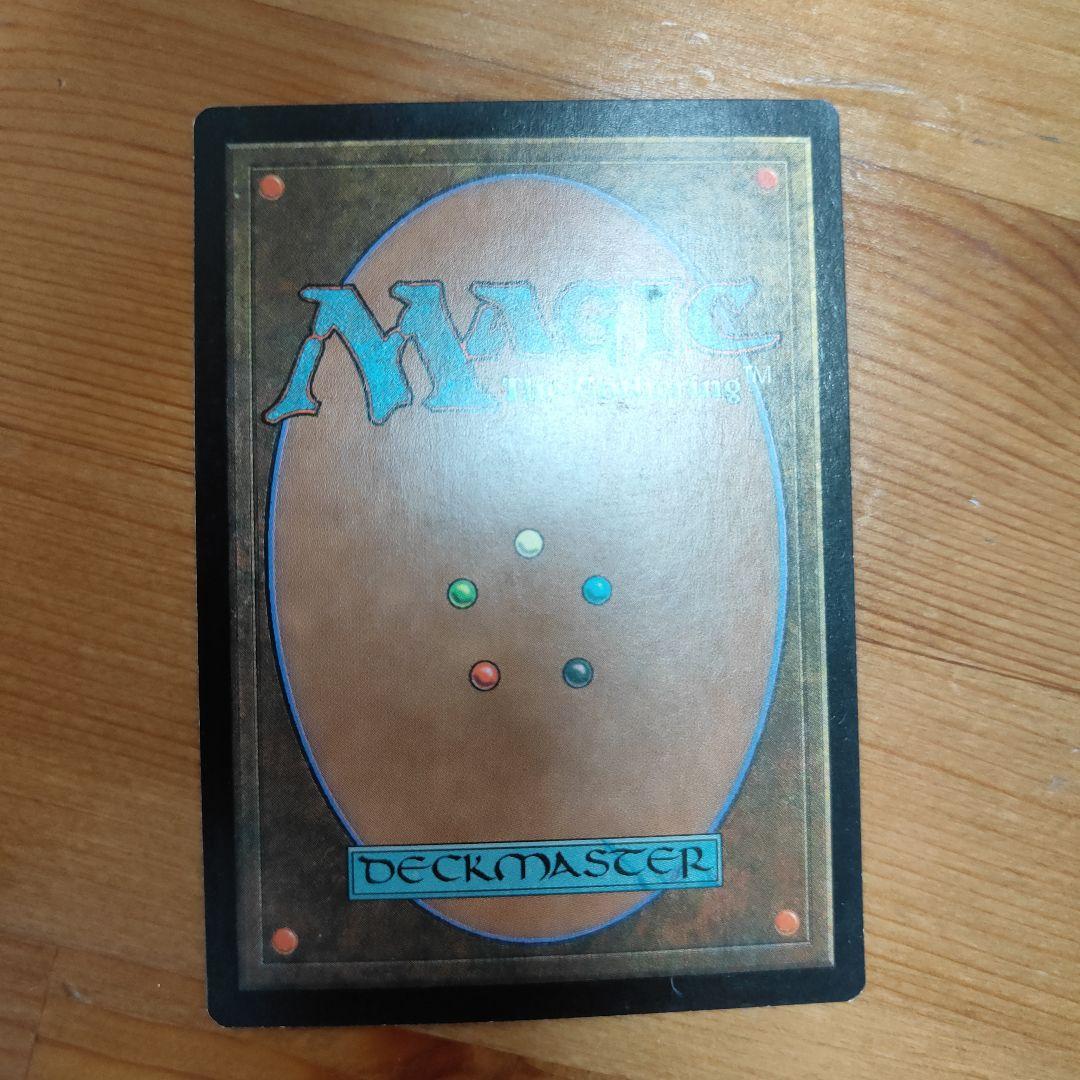 MAGIC
The Gathering™
DECKMASTER